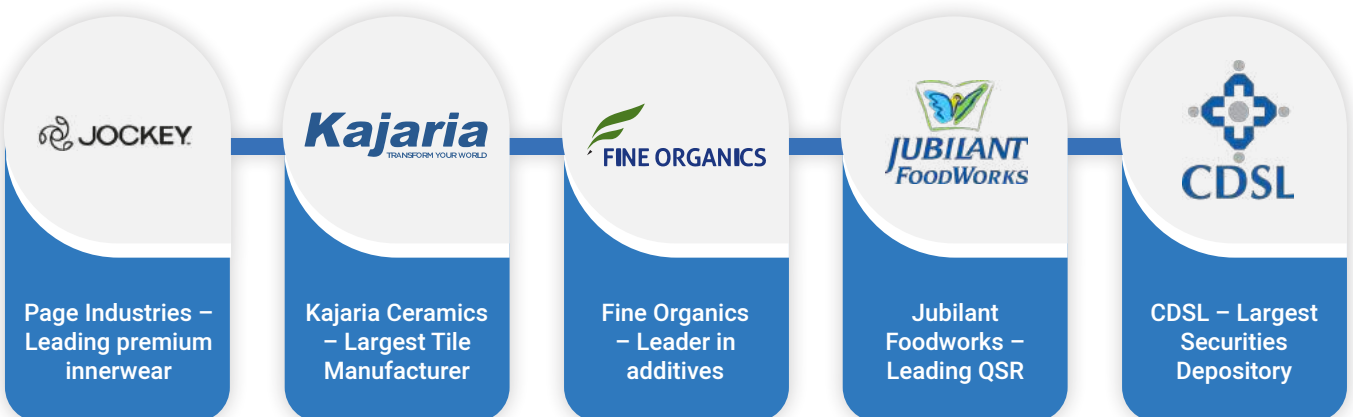 JOCKEY
Kajaria
TRANSFORM YOUR WORLD
FINE ORGANICS
JUBILANT
FOODWORKS
CDSL
Page Industries –
Leading premium
innerwear
Kajaria Ceramics
– Largest Tile
Manufacturer
Fine Organics
– Leader in
additives
Jubilant
Foodworks –
Leading QSR
CDSL – Largest
Securities
Depository